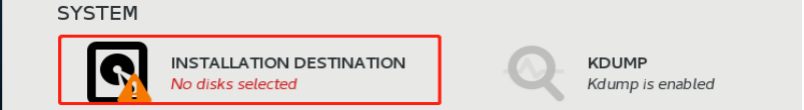 SYSTEM
INSTALLATION DESTINATION
No disks selected
KDUMP
Kdump is enabled